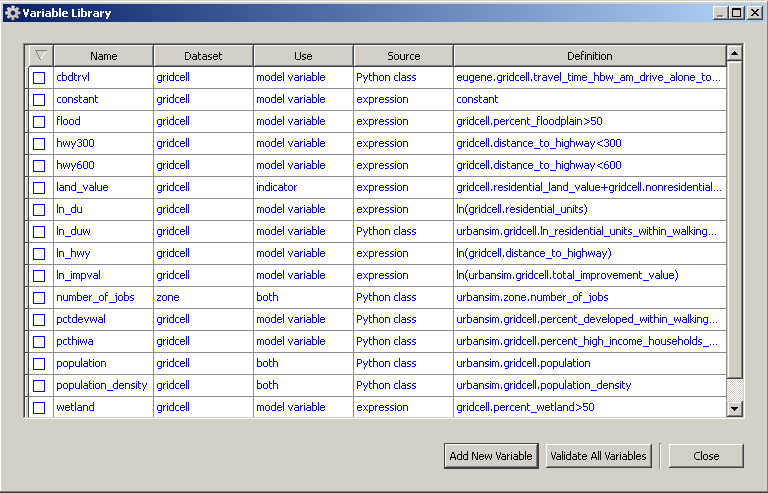 Variable Library
Name Dataset Use Source Definition
cbdtrvl gridcell model variable Python class eugene.gridcell.travel_time_hbw_am_drive_alone_to...
constant gridcell model variable expression constant
flood gridcell model variable expression gridcell.percent_floodplain>50
hwy300 gridcell model variable expression gridcell.distance_to_highway<300
hwy600 gridcell model variable expression gridcell.distance_to_highway<600
land_value gridcell indicator expression gridcell.residential_land_value+gridcell.nonresidential...
ln_du gridcell model variable expression ln(gridcell.residential_units)
ln_duw gridcell model variable Python class urbansim.gridcell.ln_residential_units_within_walking...
ln_hwy gridcell model variable expression ln(gridcell.distance_to_highway)
ln_impval gridcell model variable expression ln(urbansim.gridcell.total_improvement_value)
number_of_jobs zone both Python class urbansim.zone.number_of_jobs
pctdevwal gridcell model variable Python class urbansim.gridcell.percent_developed_within_walking...
pcthiwa gridcell model variable Python class urbansim.gridcell.percent_high_income_households_...
population gridcell both Python class urbansim.gridcell.population
population_density gridcell both Python class urbansim.gridcell.population_density
wetland gridcell model variable expression gridcell.percent_wetland>50
Add New Variable Validate All Variables Close